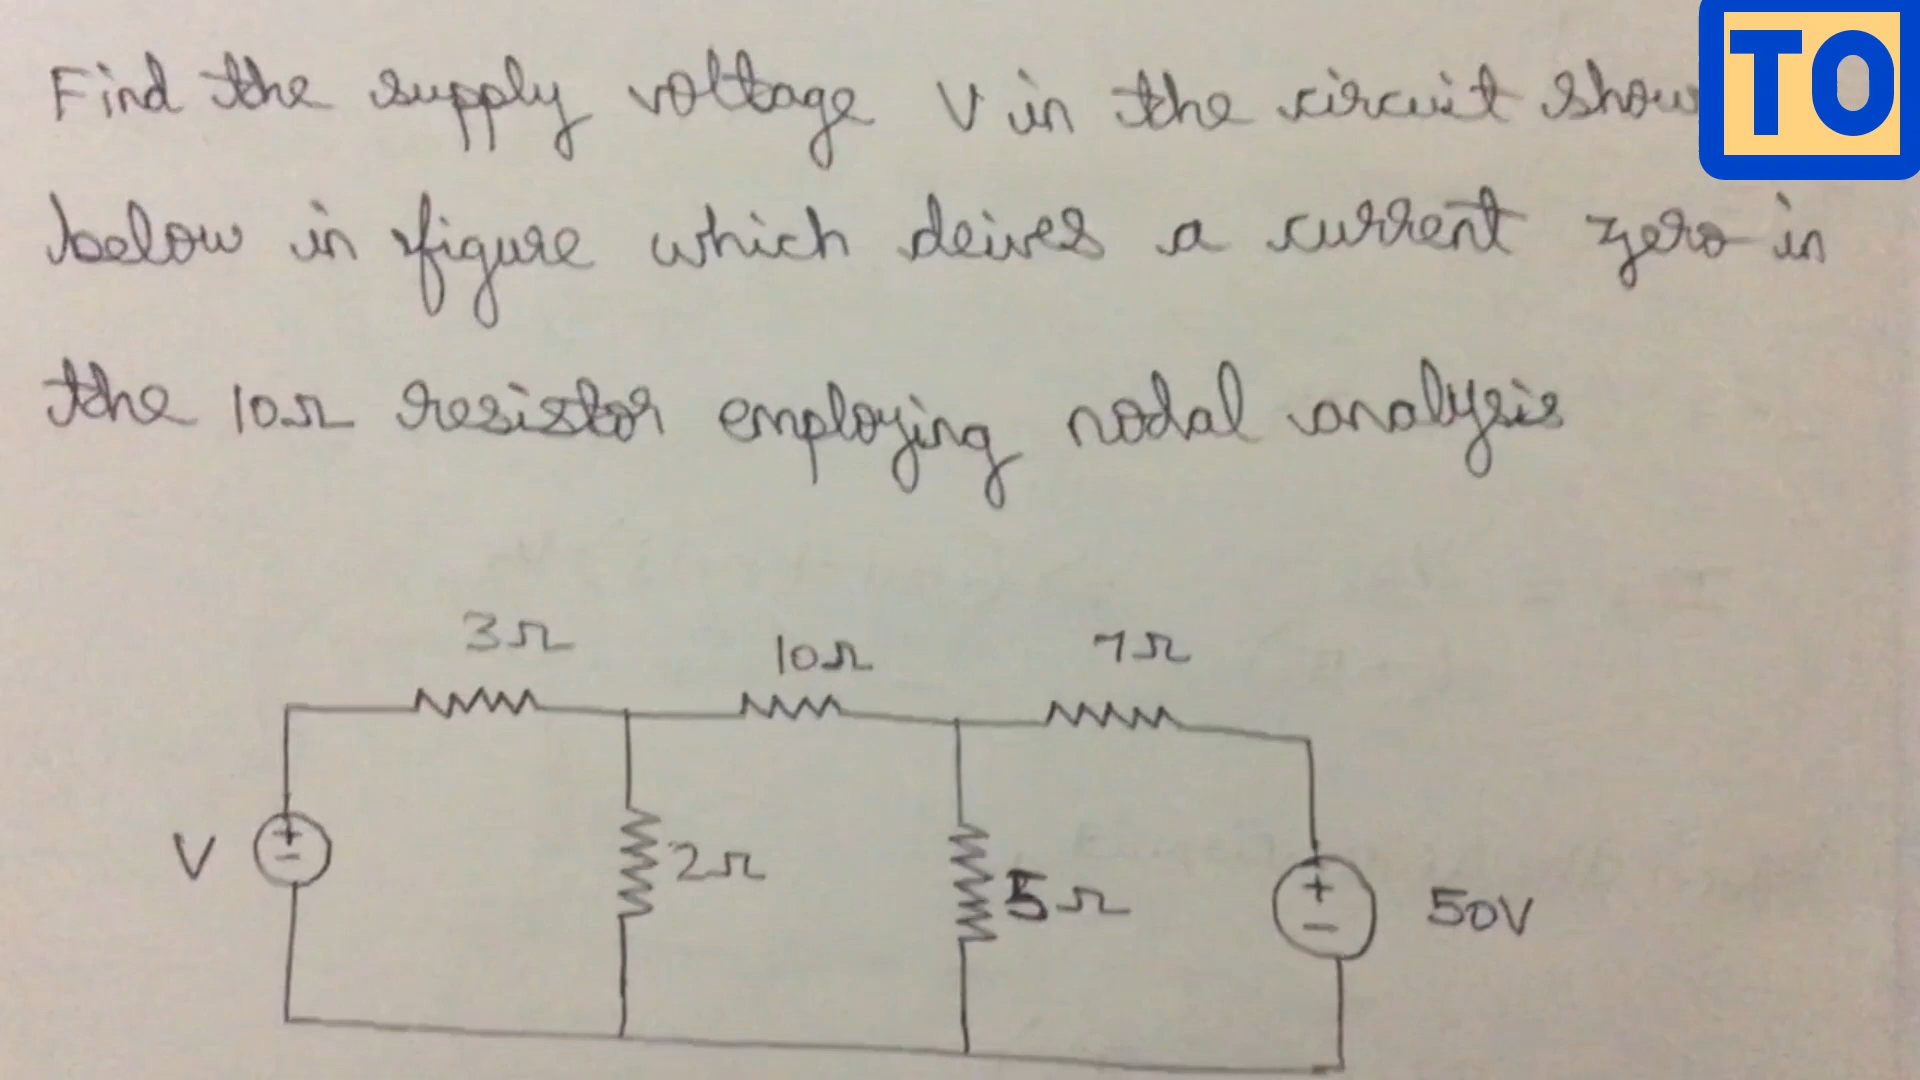 Find the supply voltage V in the circuit show
TO
below in figure which deives a current zero in
the 10Ω resistor employing nodal analysis
3Ω
10Ω
7Ω
V
+
-
2Ω
5Ω
+
-
50V